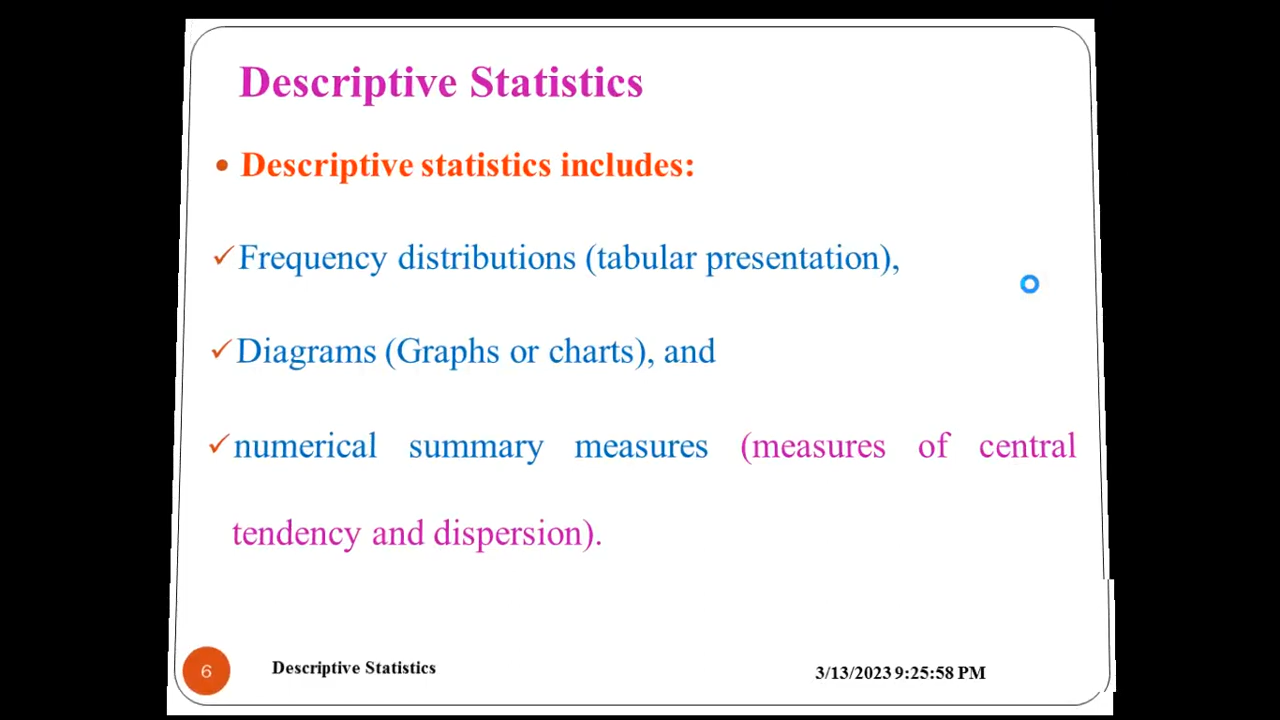 Descriptive Statistics
• Descriptive statistics includes:
✓ Frequency distributions (tabular presentation),
✓ Diagrams (Graphs or charts), and
✓ numerical summary measures (measures of central
tendency and dispersion).
6 Descriptive Statistics 3/13/2023 9:25:58 PM